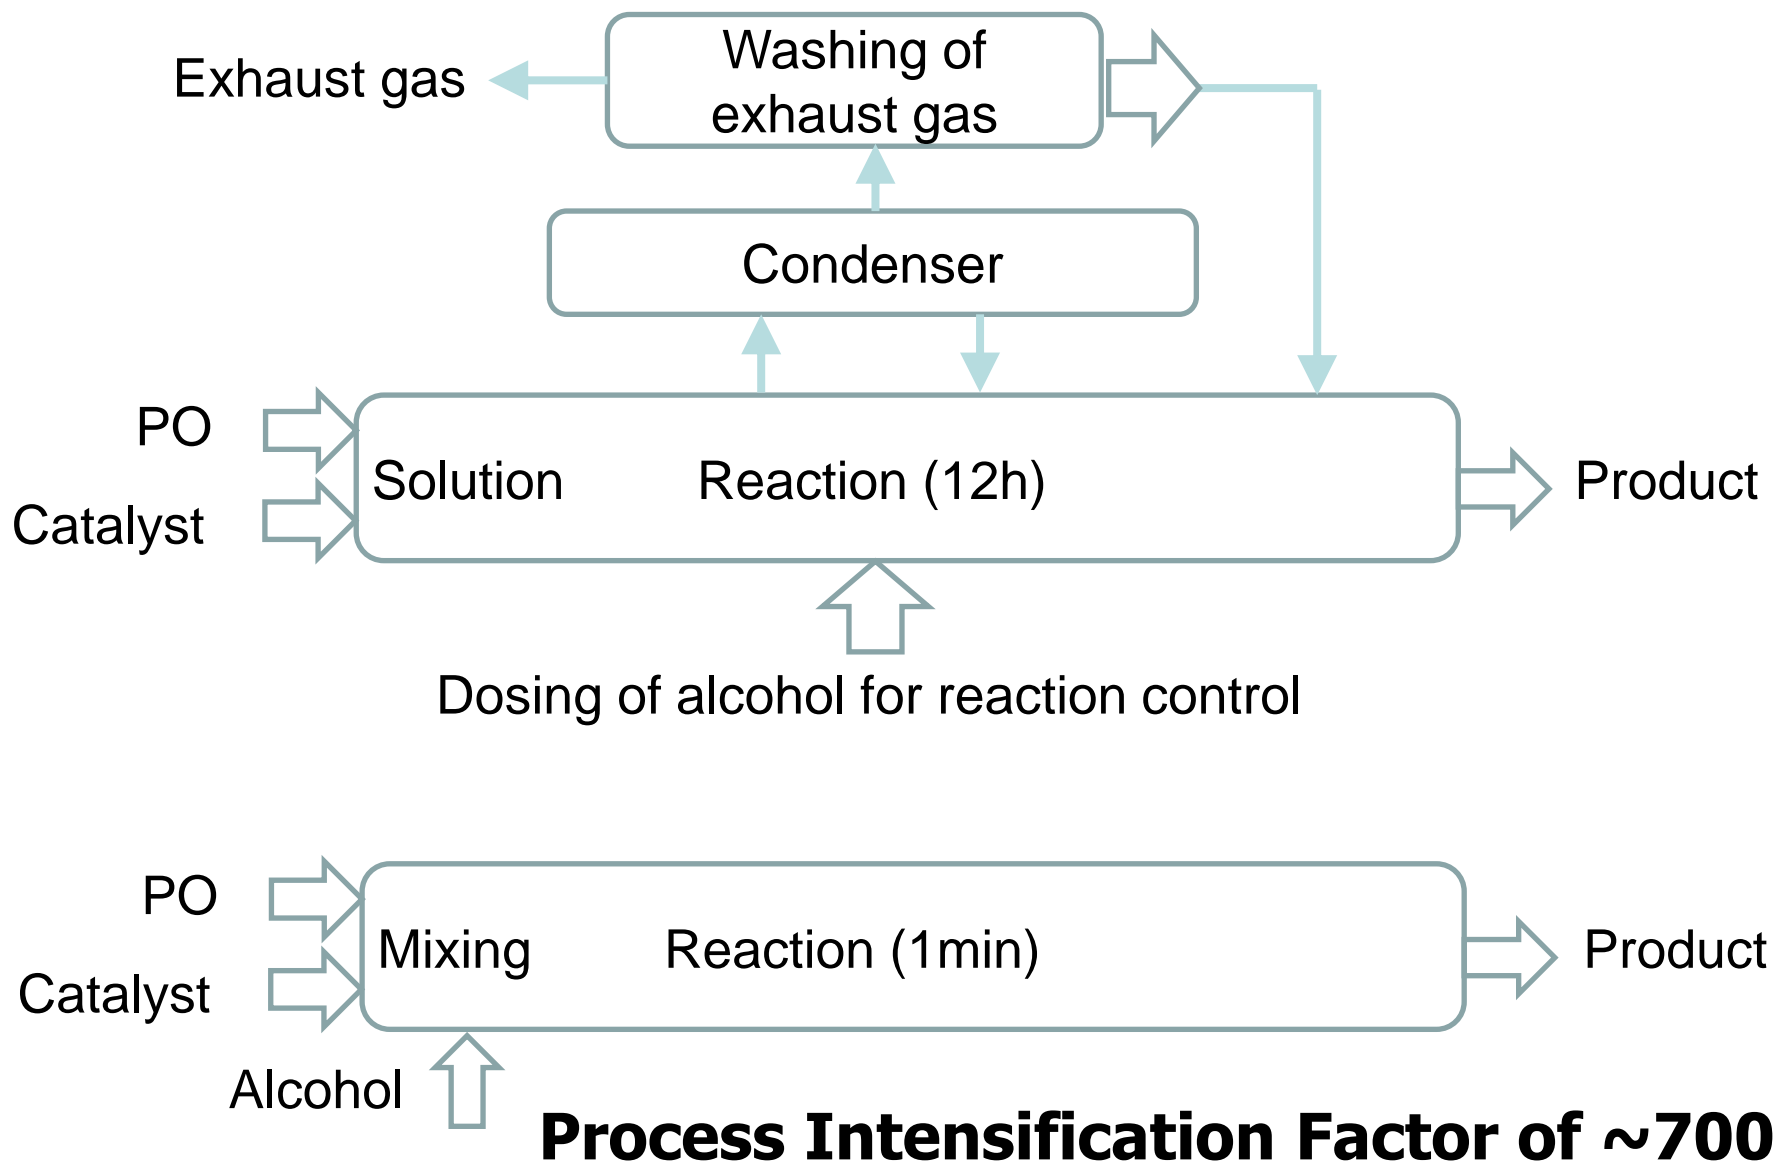 Washing of
exhaust gas
Exhaust gas
Condenser
PO
Catalyst
Solution
Reaction (12h)
Product
Dosing of alcohol for reaction control
PO
Catalyst
Mixing
Reaction (1min)
Product
Alcohol
Process Intensification Factor of ~700